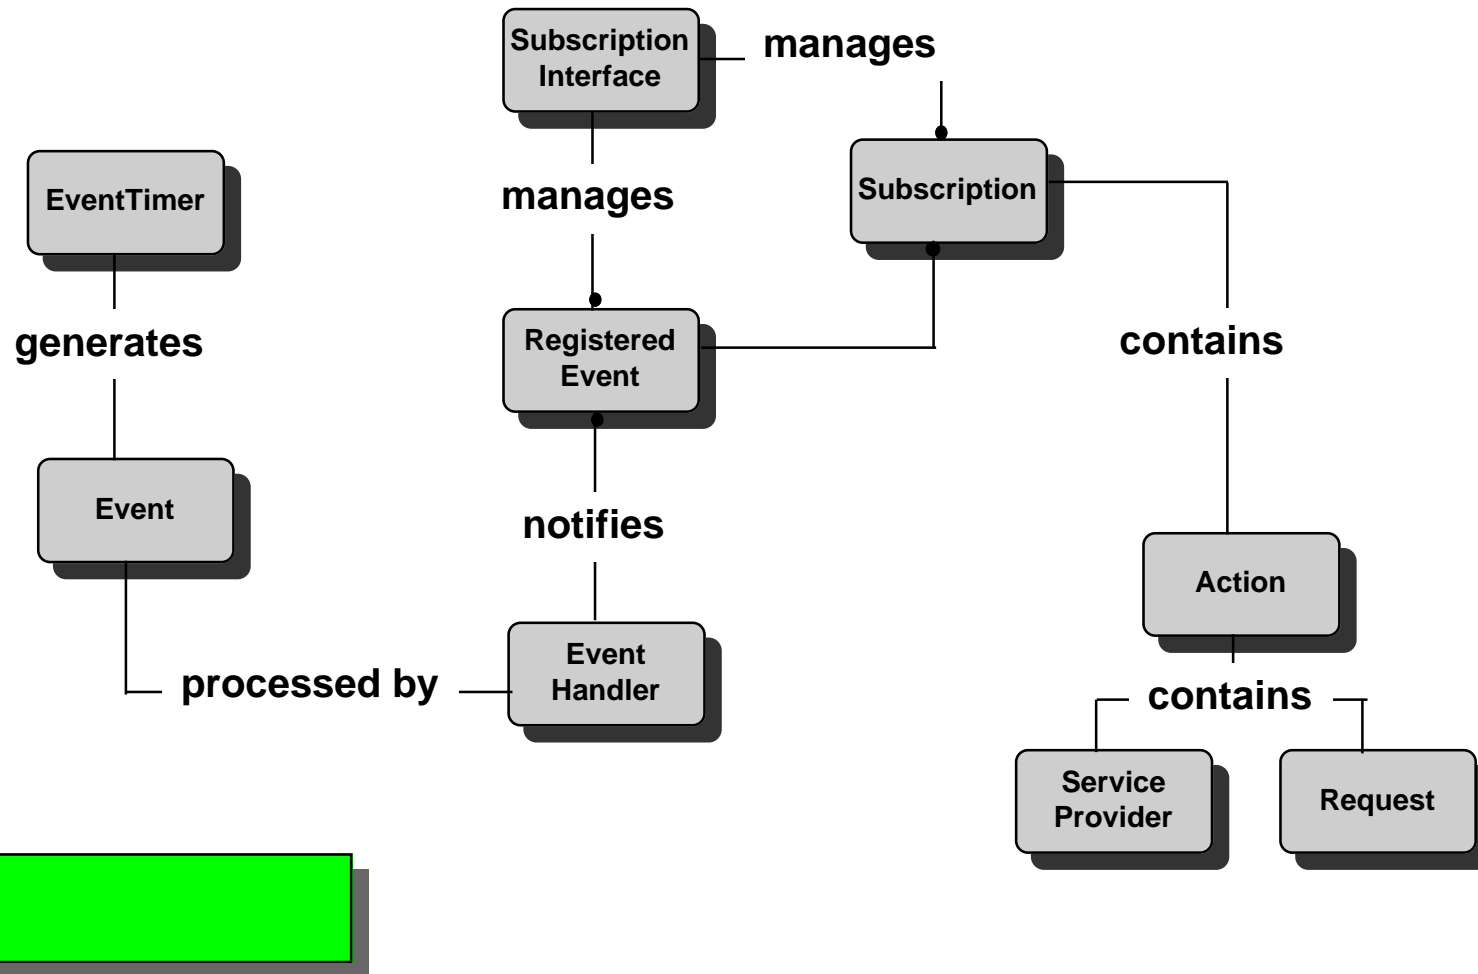 Subscription
Interface
manages
EventTimer
manages
Subscription
generates
Registered
Event
contains
Event
notifies
Action
Event
Handler
processed by
contains
Service
Provider
Request